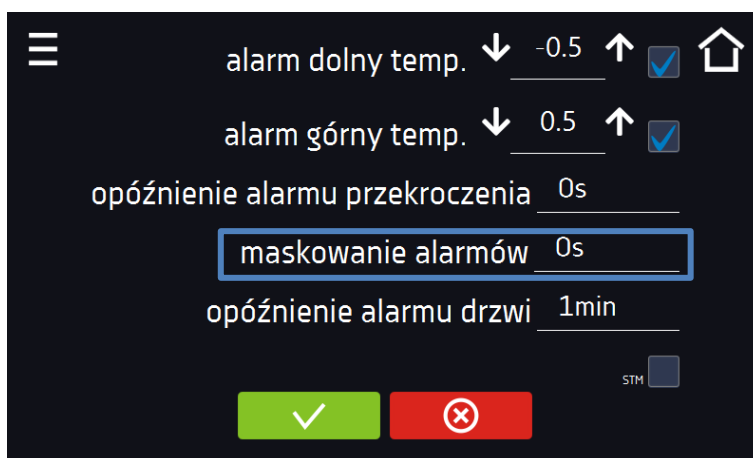 alarm dolny temp. -0.5
alarm górny temp. 0.5
opóźnienie alarmu przekroczenia 0s
maskowanie alarmów 0s
opóźnienie alarmu drzwi 1min
STM